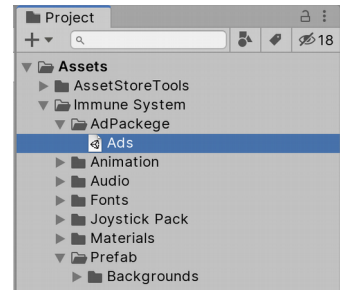 Project
18
Assets
AssetStoreTools
Immune System
AdPackege
Ads
Animation
Audio
Fonts
Joystick Pack
Materials
Prefab
Backgrounds